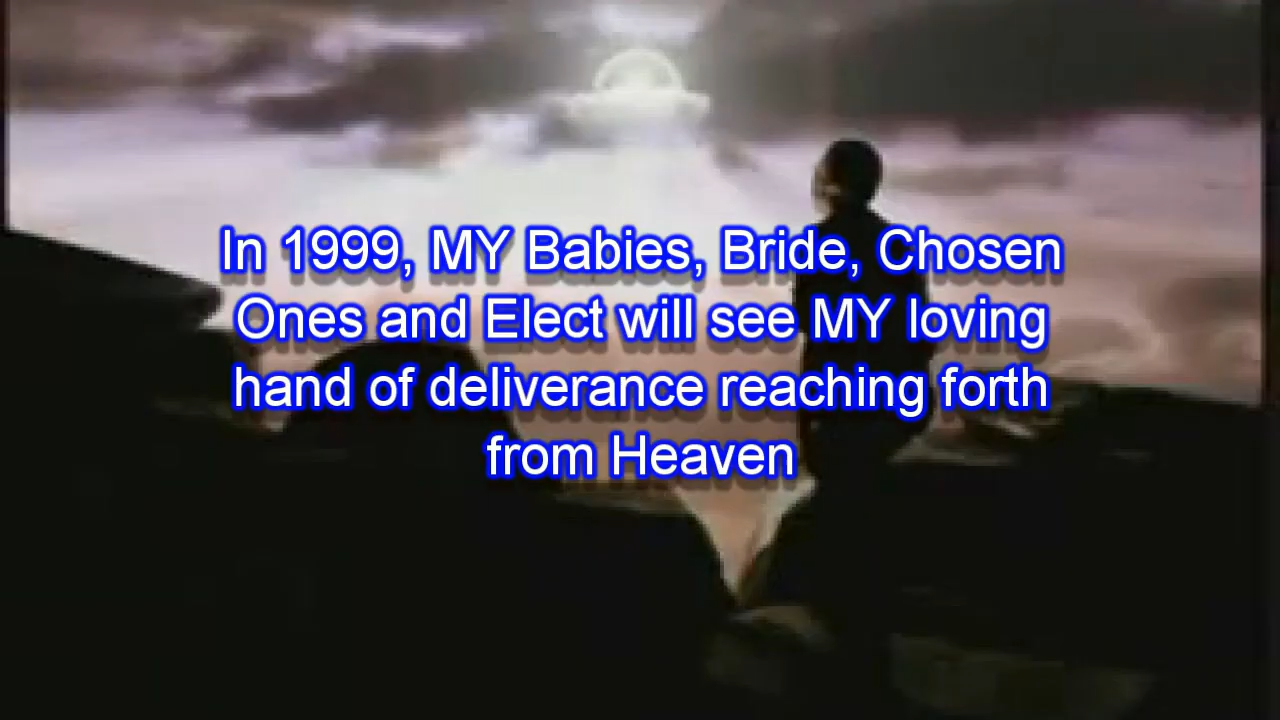 In 1999, MY Babies, Bride, Chosen
Ones and Elect will see MY loving
hand of deliverance reaching forth
from Heaven